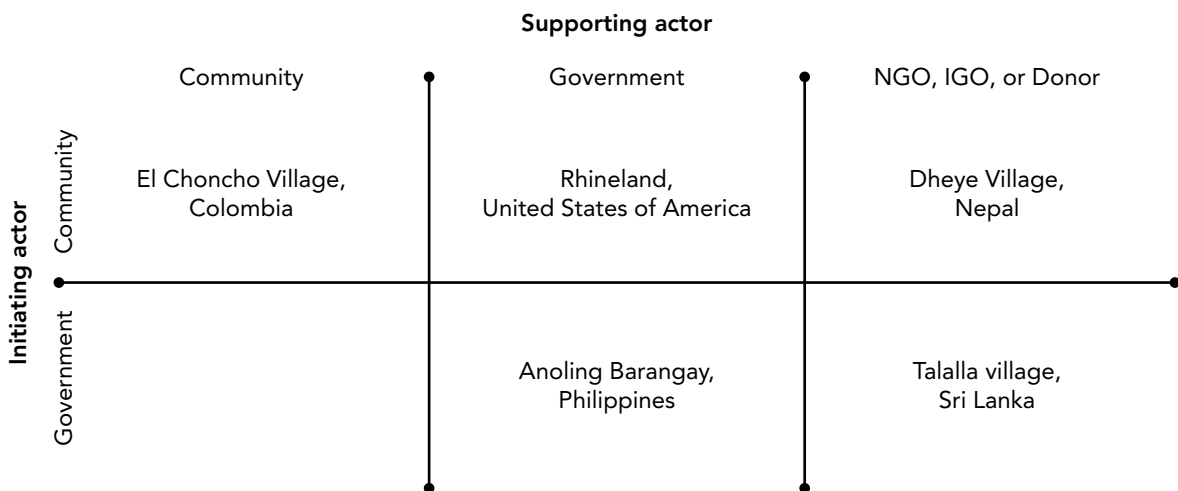 Supporting actor
Community
Government
NGO, IGO, or Donor
Initiating actor
Community
El Choncho Village,
Colombia
Rhineland,
United States of America
Dheye Village,
Nepal
Government
Anoling Barangay,
Philippines
Talalla village,
Sri Lanka